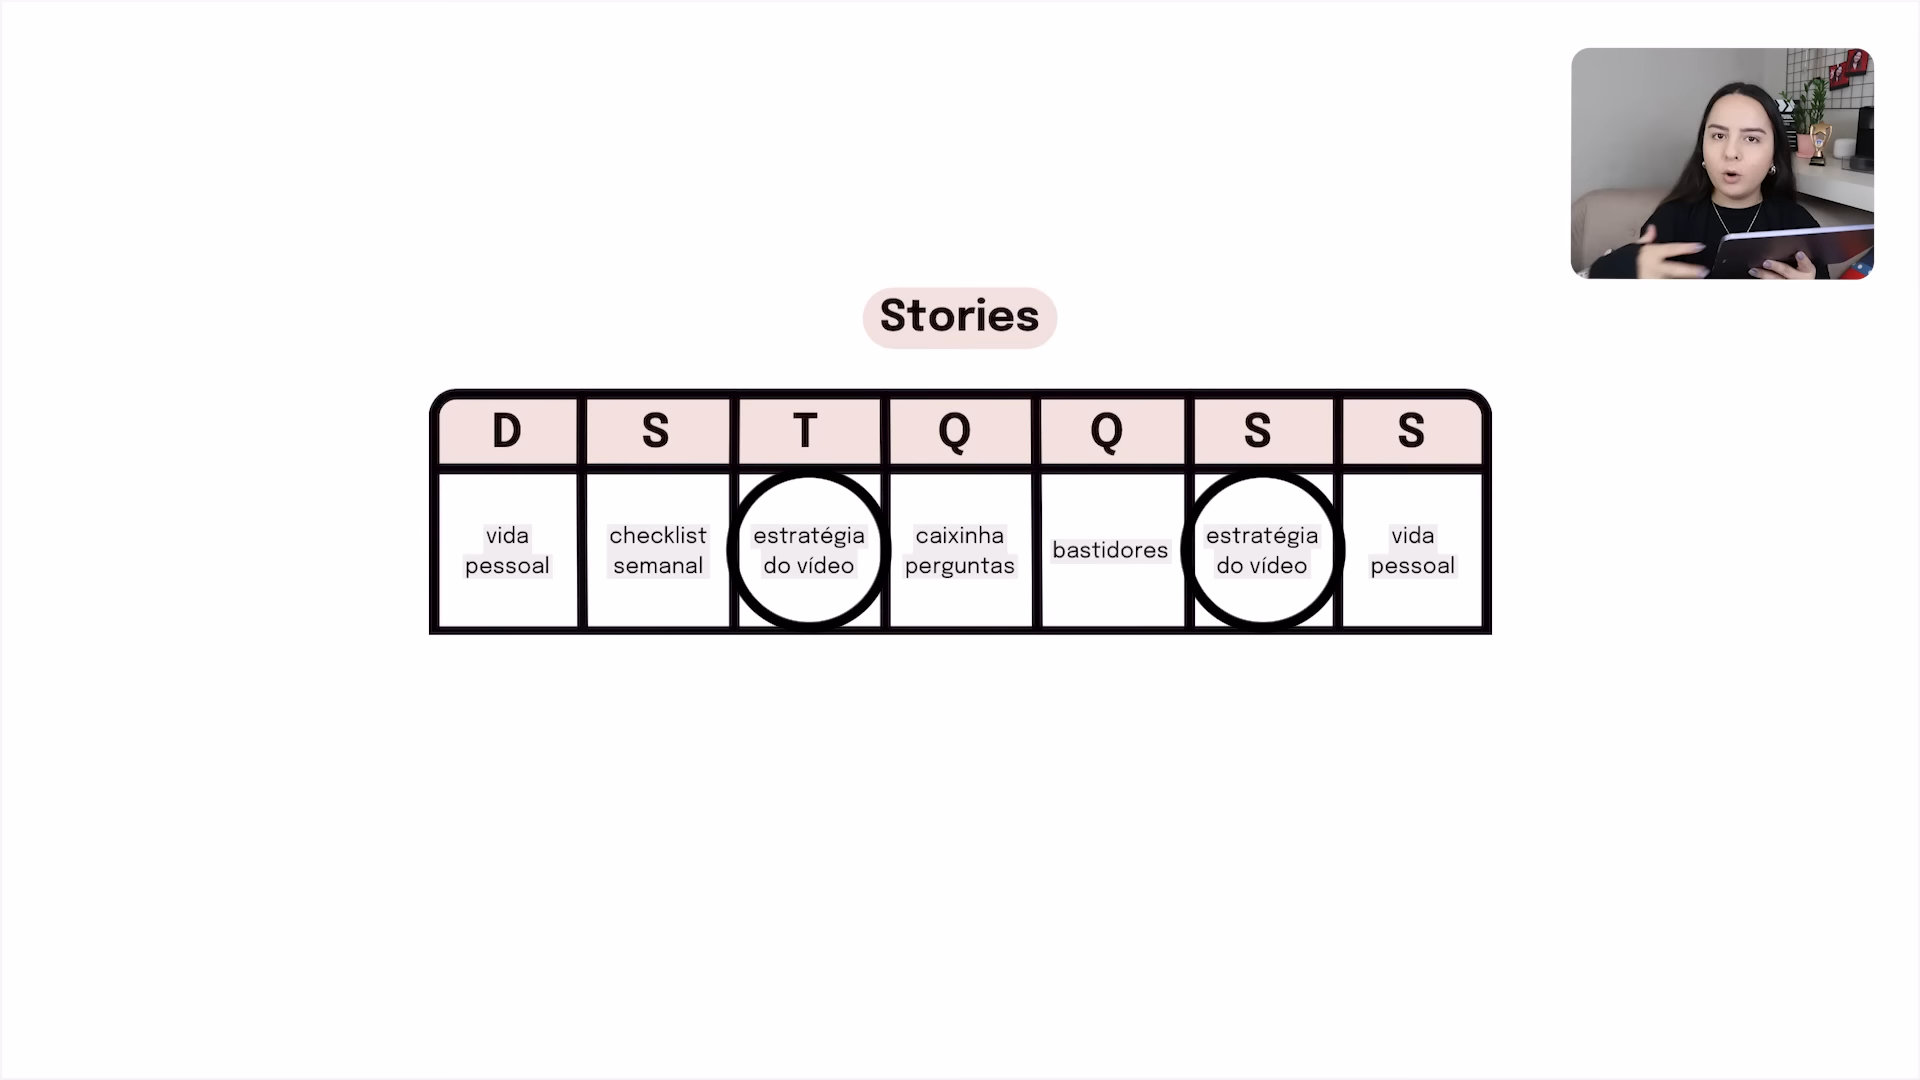 Stories
D S T Q Q S S
vida
pessoal
checklist
semanal
estratégia
do vídeo
caixinha
perguntas
bastidores
estratégia
do vídeo
vida
pessoal